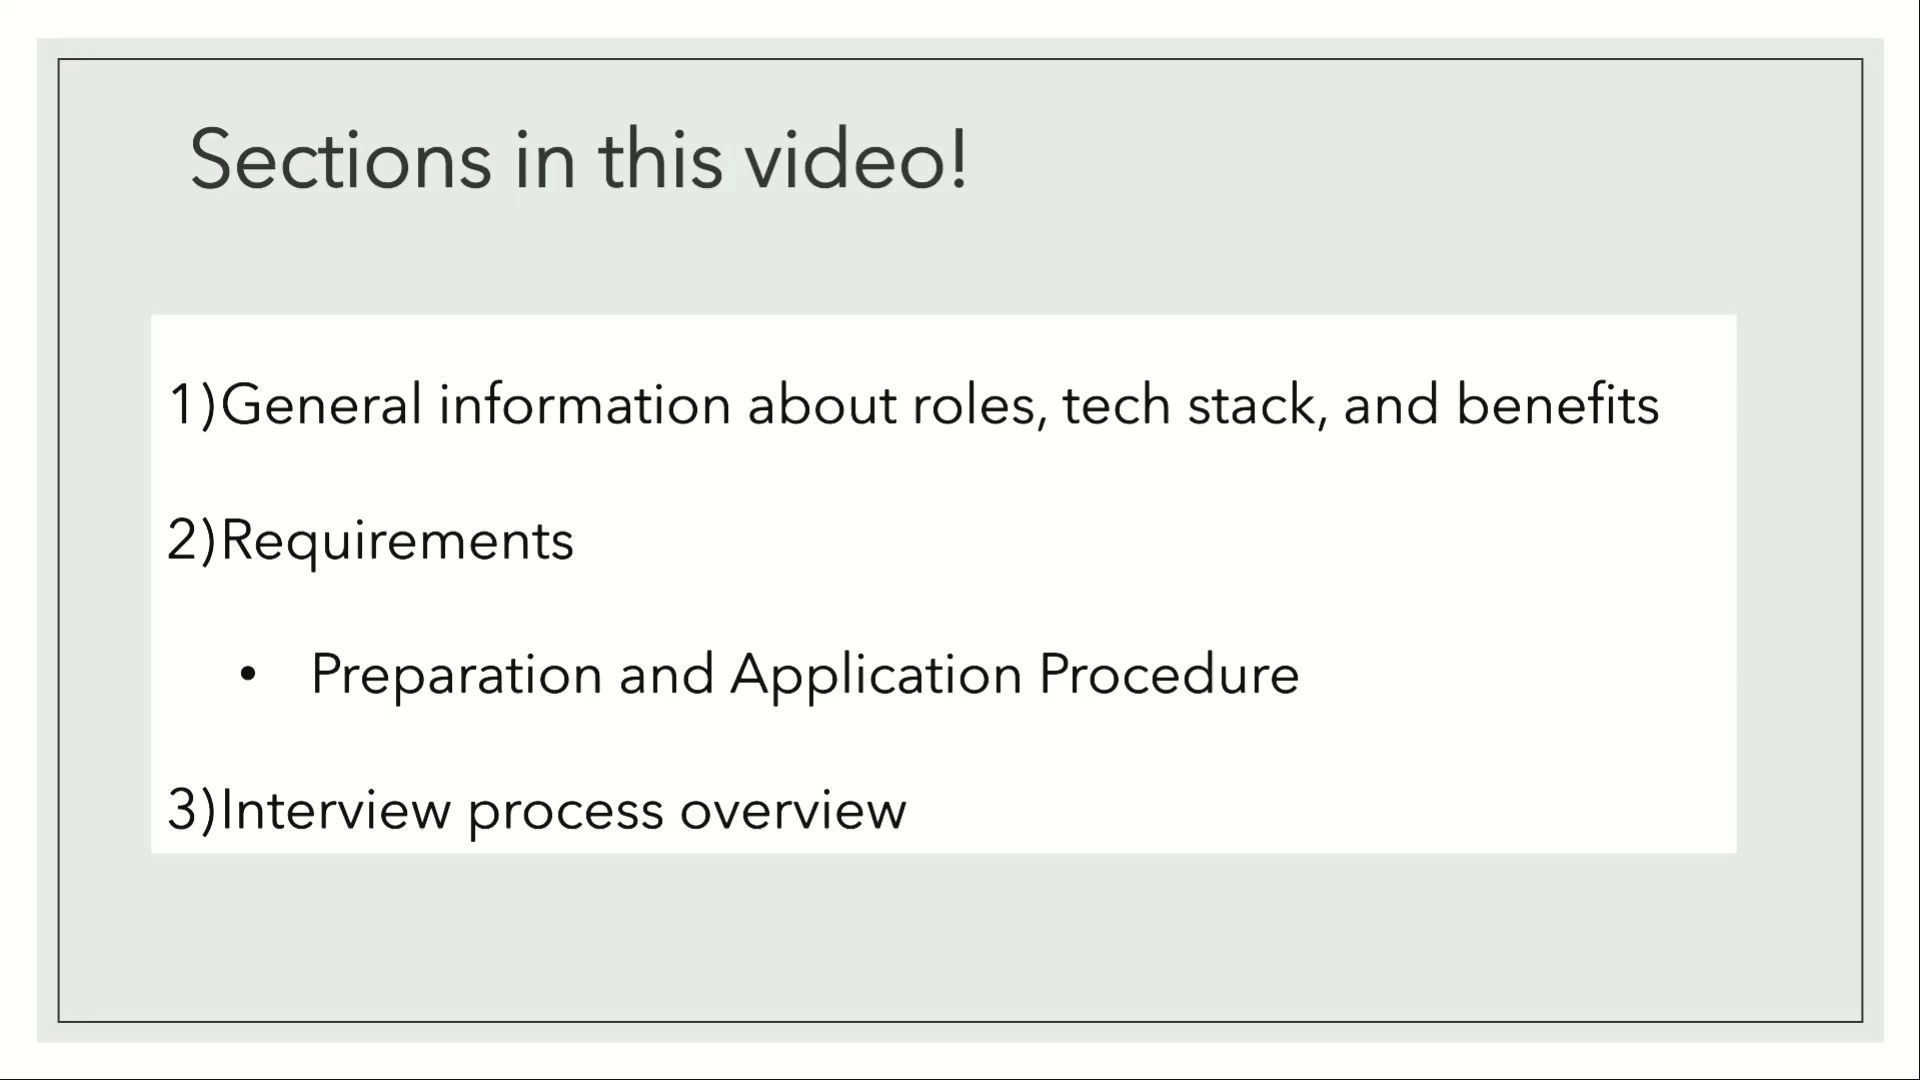 Sections in this video!
1)General information about roles, tech stack, and benefits
2)Requirements
• Preparation and Application Procedure
3)Interview process overview